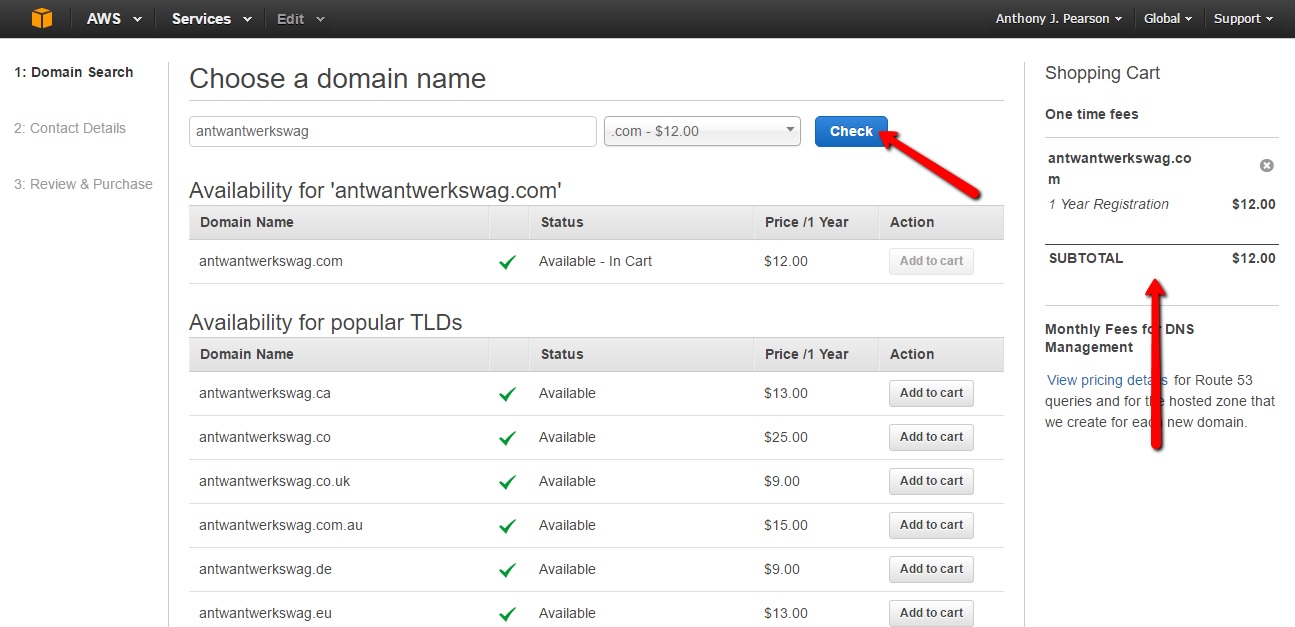 AWS Services Edit Anthony J. Pearson Global Support
1: Domain Search
2: Contact Details
3: Review & Purchase
Choose a domain name
antwantwerkswag .com - $12.00 Check
Availability for 'antwantwerkswag.com'
Domain Name Status Price /1 Year Action
antwantwerkswag.com Available - In Cart $12.00 Add to cart
Availability for popular TLDs
Domain Name Status Price /1 Year Action
antwantwerkswag.ca Available $13.00 Add to cart
antwantwerkswag.co Available $25.00 Add to cart
antwantwerkswag.co.uk Available $9.00 Add to cart
antwantwerkswag.com.au Available $15.00 Add to cart
antwantwerkswag.de Available $9.00 Add to cart
antwantwerkswag.eu Available $13.00 Add to cart
Shopping Cart
One time fees
antwantwerkswag.co
m
1 Year Registration $12.00
SUBTOTAL $12.00
Monthly Fees for DNS
Management
View pricing details for Route 53
queries and for the hosted zone that
we create for each new domain.